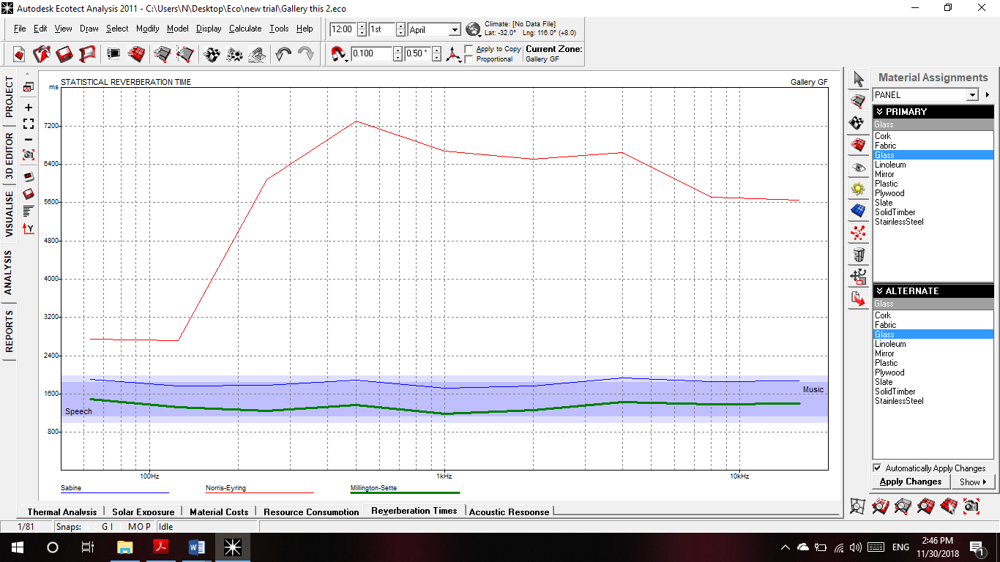 Autodesk Ecotect Analysis 2011 - C:\Users\N\Desktop\Eco\new trial\Gallery this 2.eco
File Edit View Draw Select Modify Model Display Calculate Tools Help
12:00 1st April
Climate: [No Data File]
Lat: -32.0° Lng: 116.0° (+8.0)
0.100 0.50 °
Apply to Copy
Proportional
Current Zone:
Gallery GF
PROJECT
3D EDITOR
VISUALISE
ANALYSIS
REPORTS
STATISTICAL REVERBERATION TIME Gallery GF
ms
7200
6400
5600
4800
4000
3200
2400
1600
800
Music
Speech
100Hz 1kHz 10kHz
Sabine Norris-Eyring Millington-Sette
Thermal Analysis Solar Exposure Material Costs Resource Consumption Reverberation Times Acoustic Response
Material Assignments
PANEL
PRIMARY
Glass
Cork
Fabric
Glass
Linoleum
Mirror
Plastic
Plywood
Slate
SolidTimber
StainlessSteel
ALTERNATE
Glass
Cork
Fabric
Glass
Linoleum
Mirror
Plastic
Plywood
Slate
SolidTimber
StainlessSteel
Automatically Apply Changes
Apply Changes Show
1/81 Snaps: A C G I L M O P Idle
ENG
2:46 PM
11/30/2018
1